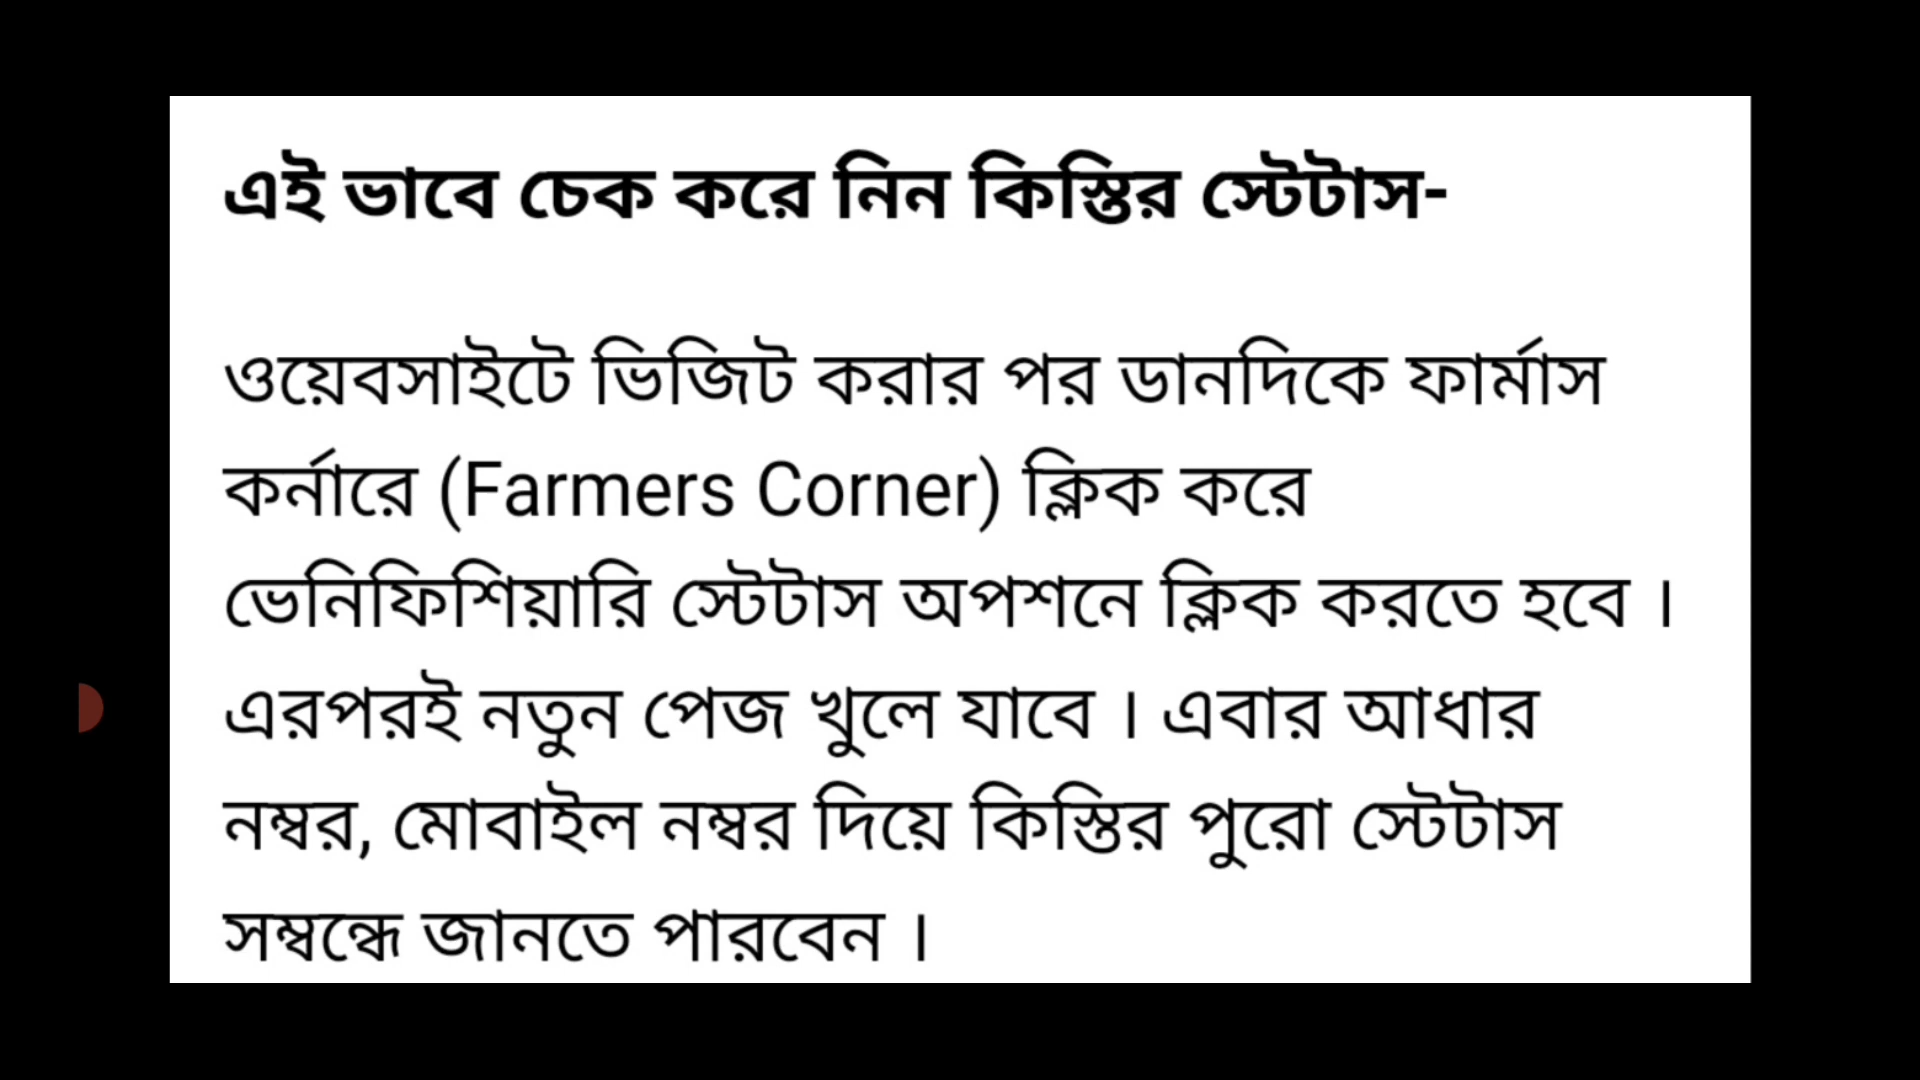 এই ভাবে চেক করে নিন কিস্তির স্টেটাস-
ওয়েবসাইটে ভিজিট করার পর ডানদিকে ফার্মাস
কর্নারে (Farmers Corner) ক্লিক করে
ভেনিফিশিয়ারি স্টেটাস অপশনে ক্লিক করতে হবে ।
এরপরই নতুন পেজ খুলে যাবে । এবার আধার
নম্বর, মোবাইল নম্বর দিয়ে কিস্তির পুরো স্টেটাস
সম্বন্ধে জানতে পারবেন ।